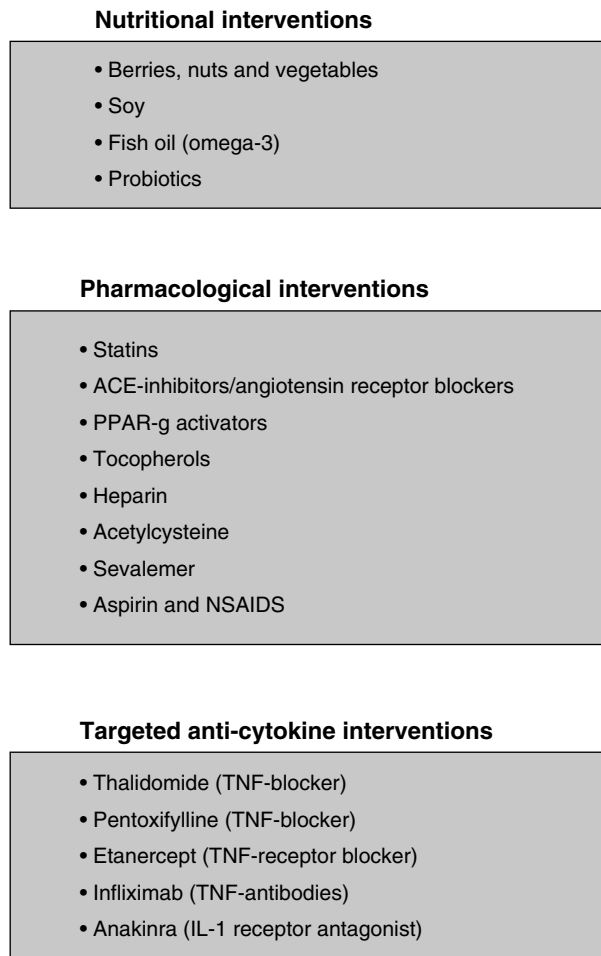 Nutritional interventions
• Berries, nuts and vegetables
• Soy
• Fish oil (omega-3)
• Probiotics
Pharmacological interventions
• Statins
• ACE-inhibitors/angiotensin receptor blockers
• PPAR-g activators
• Tocopherols
• Heparin
• Acetylcysteine
• Sevalemer
• Aspirin and NSAIDS
Targeted anti-cytokine interventions
• Thalidomide (TNF-blocker)
• Pentoxifylline (TNF-blocker)
• Etanercept (TNF-receptor blocker)
• Infliximab (TNF-antibodies)
• Anakinra (IL-1 receptor antagonist)